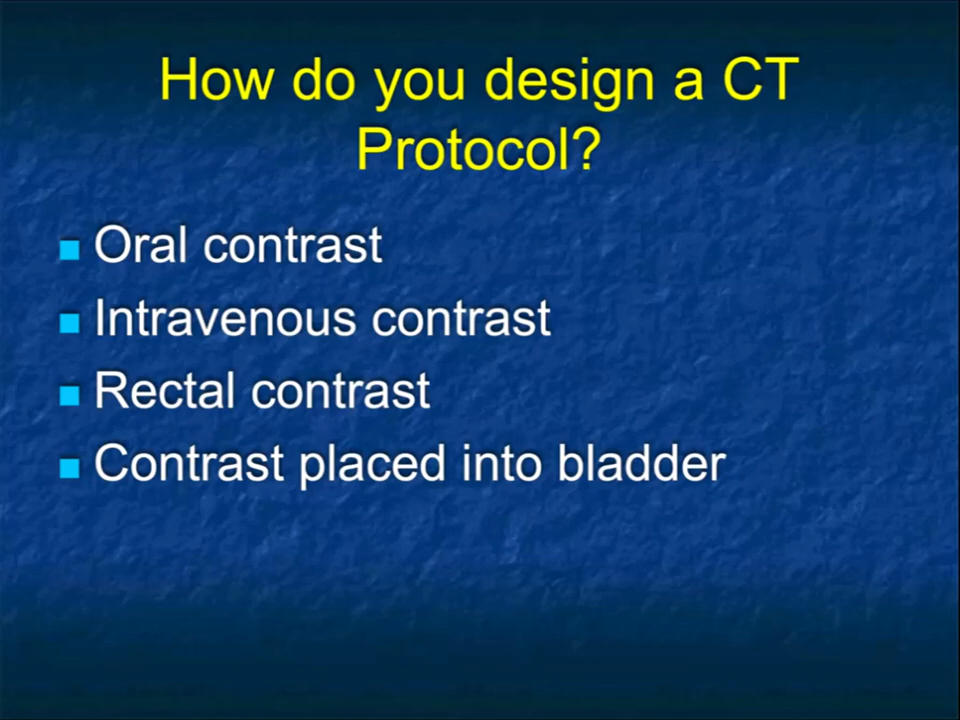 How do you design a CT
Protocol?
Oral contrast
Intravenous contrast
Rectal contrast
Contrast placed into bladder